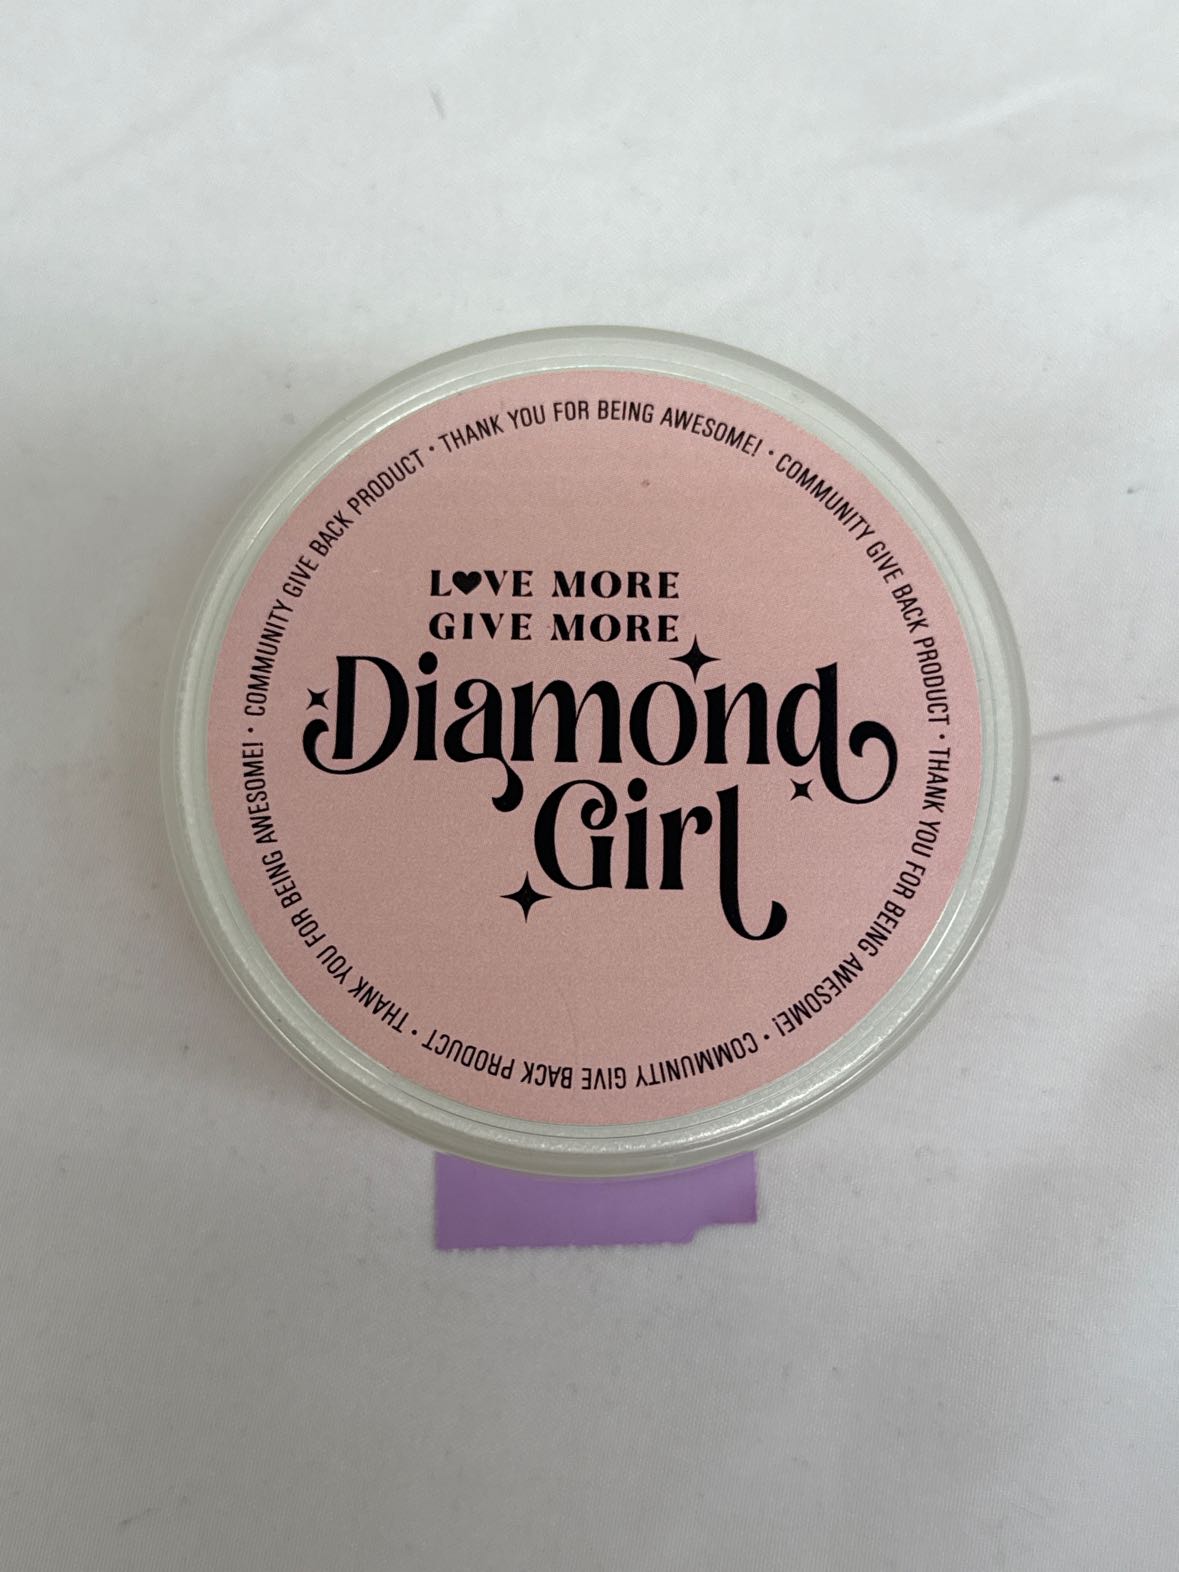 THANK YOU FOR BEING AWESOME! • COMMUNITY GIVE BACK PRODUCT • THANK YOU FOR BEING AWESOME! • COMMUNITY GIVE BACK PRODUCT • THANK YOU FOR BEING AWESOME! • COMMUNITY GIVE BACK PRODUCT •
L♥VE MORE
GIVE MORE
Diamond
Girl